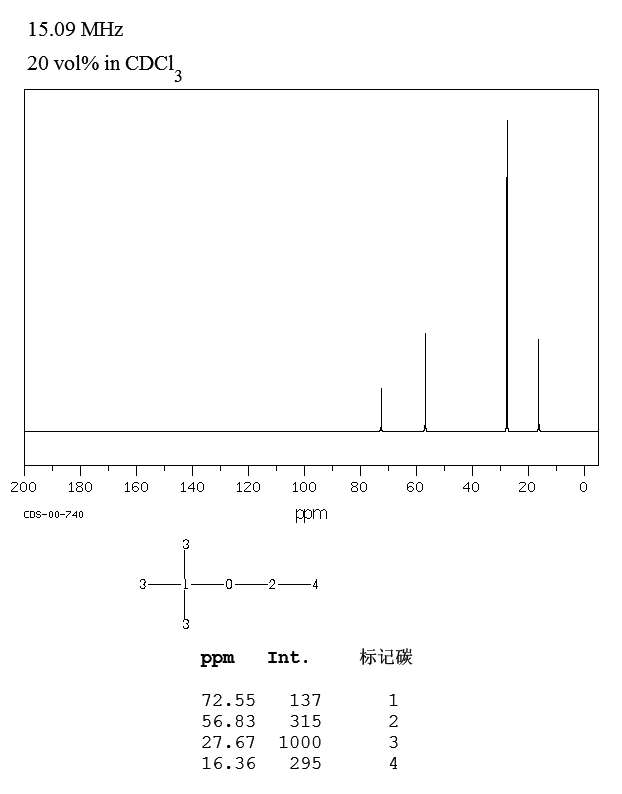 15.09 MHz
20 vol% in CDCl3
200 180 160 140 120 100 80 60 40 20 0
CDS-00-740
ppm
3
3 1 O 2 4
3
ppm Int. 标记碳
72.55 137 1
56.83 315 2
27.67 1000 3
16.36 295 4